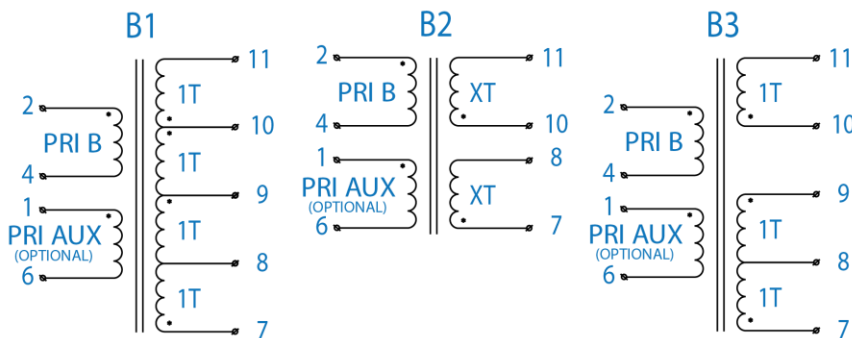 B1
11
1T
2
10
PRI B
1T
4
1
9
PRI AUX
(OPTIONAL)
1T
6
8
1T
7
B2
2
11
PRI B
XT
4
10
1
8
PRI AUX
(OPTIONAL)
XT
6
7
B3
11
1T
2
10
PRI B
4
9
1
PRI AUX
(OPTIONAL)
1T
6
8
1T
7